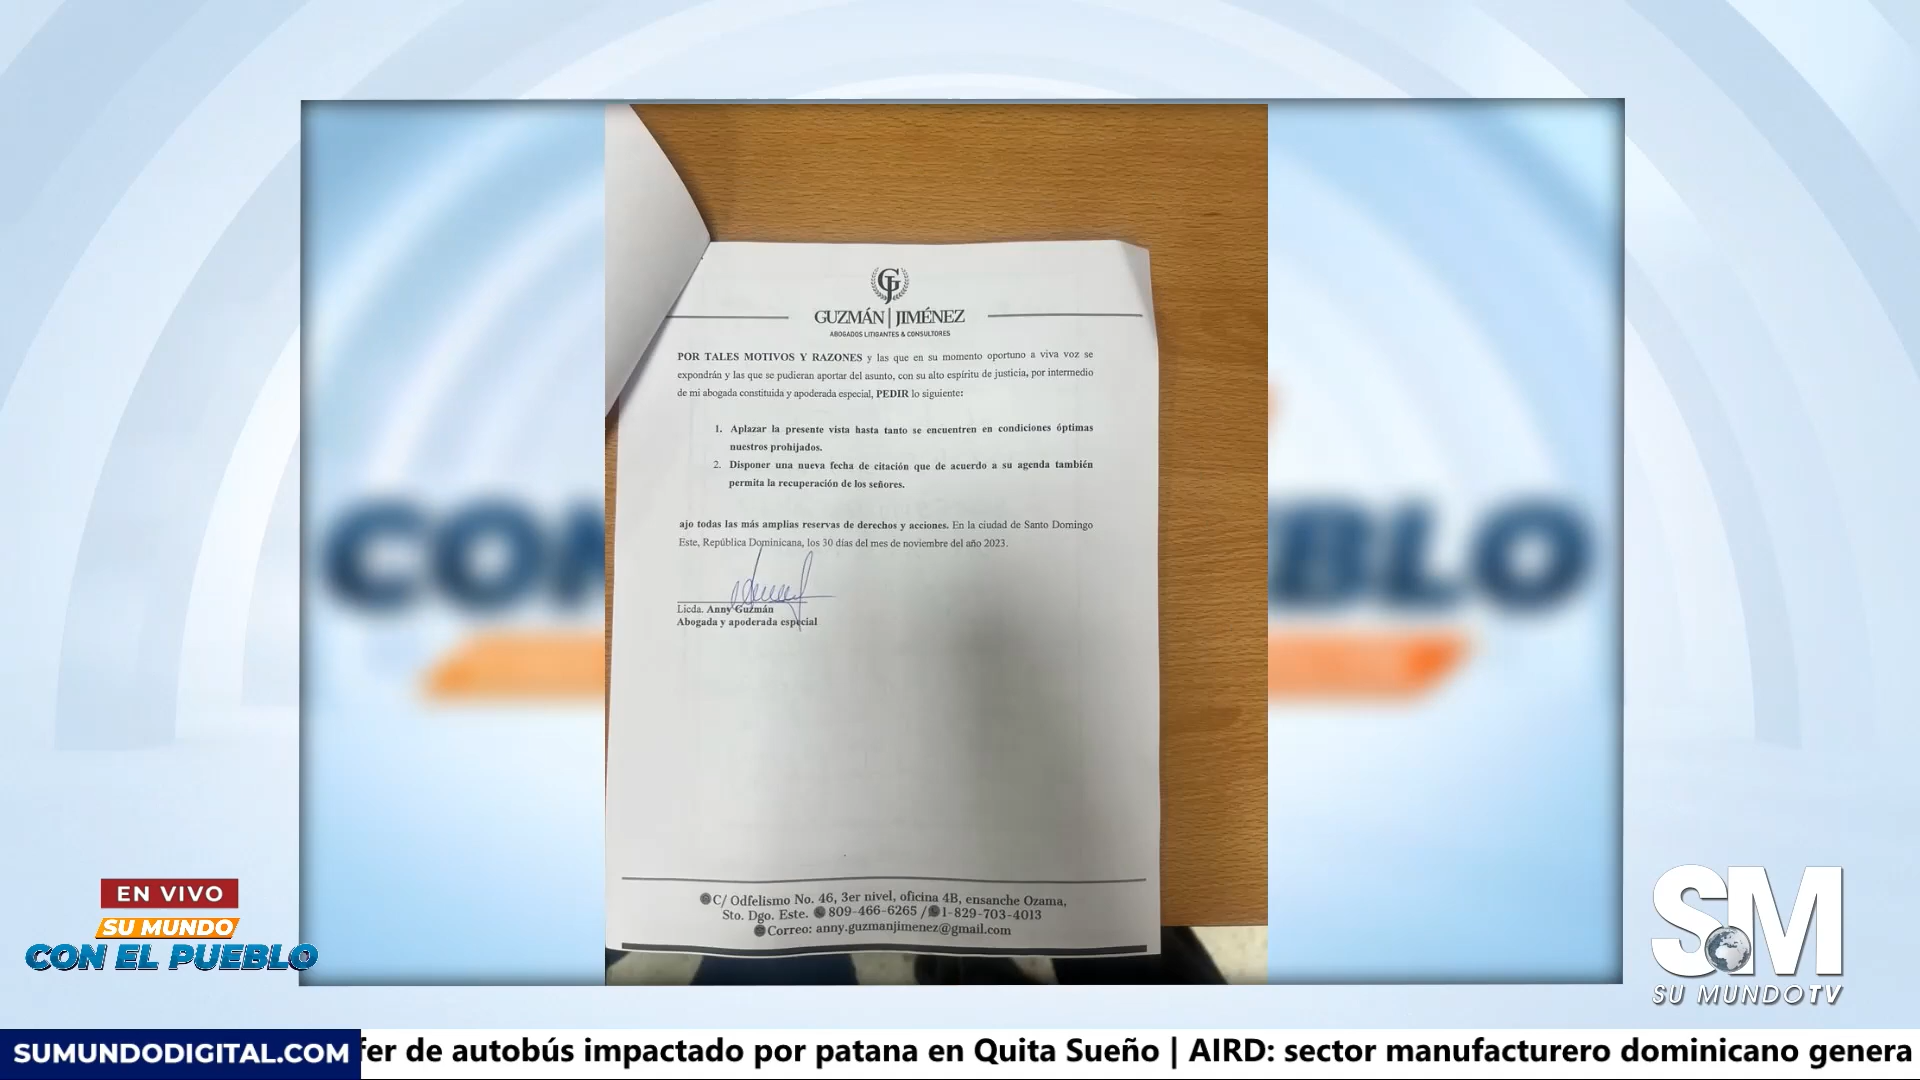 GJ
GUZMÁN | JIMÉNEZ
ABOGADOS LITIGANTES & CONSULTORES
POR TALES MOTIVOS Y RAZONES y las que en su momento oportuno a viva voz se
expondrán y las que se pudieran aportar del asunto, con su alto espíritu de justicia, por intermedio
de mi abogada constituida y apoderada especial, PEDIR lo siguiente:
1. Aplazar la presente vista hasta tanto se encuentren en condiciones óptimas
nuestros prohijados.
2. Disponer una nueva fecha de citación que de acuerdo a su agenda también
permita la recuperación de los señores.
ajo todas las más amplias reservas de derechos y acciones. En la ciudad de Santo Domingo
Este, República Dominicana, los 30 días del mes de noviembre del año 2023.
Licda. Anny Guzmán
Abogada y apoderada especial
C/ Odfelismo No. 46, 3er nivel, oficina 4B, ensanche Ozama,
Sto. Dgo. Este. 809-466-6265 / 1-829-703-4013
Correo: anny.guzmanjimenez@gmail.com
CON
BLO
EN VIVO
SU MUNDO
CON EL PUEBLO
SM
SU MUNDO TV
SUMUNDODIGITAL.COM
fer de autobús impactado por patana en Quita Sueño | AIRD: sector manufacturero dominicano genera